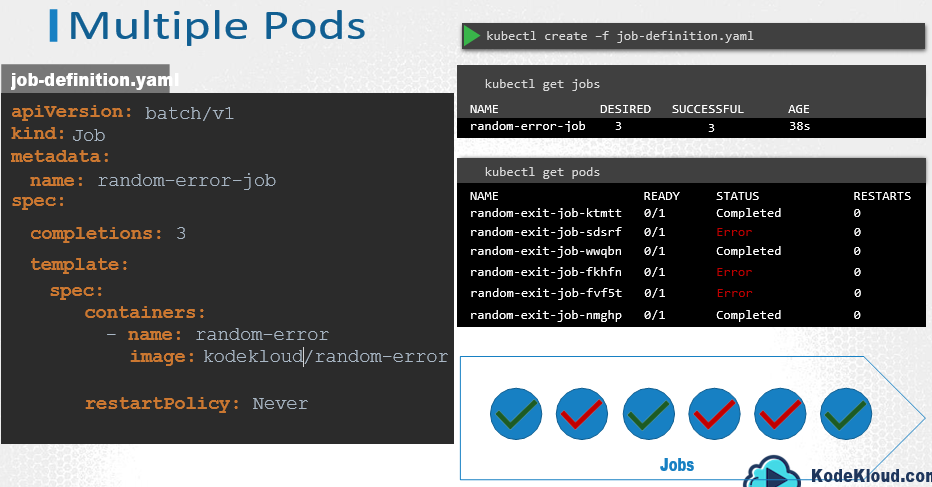 Multiple Pods
job-definition.yaml
apiVersion: batch/v1
kind: Job
metadata:
name: random-error-job
spec:
completions: 3
template:
spec:
containers:
- name: random-error
image: kodekloud/random-error
restartPolicy: Never
kubectl create –f job-definition.yaml
kubectl get jobs
NAME DESIRED SUCCESSFUL AGE
random-error-job 3 3 38s
kubectl get pods
NAME READY STATUS RESTARTS
random-exit-job-ktmtt 0/1 Completed 0
random-exit-job-sdsrf 0/1 Error 0
random-exit-job-wwqbn 0/1 Completed 0
random-exit-job-fkhfn 0/1 Error 0
random-exit-job-fvf5t 0/1 Error 0
random-exit-job-nmghp 0/1 Completed 0
Jobs
KodeKloud.com